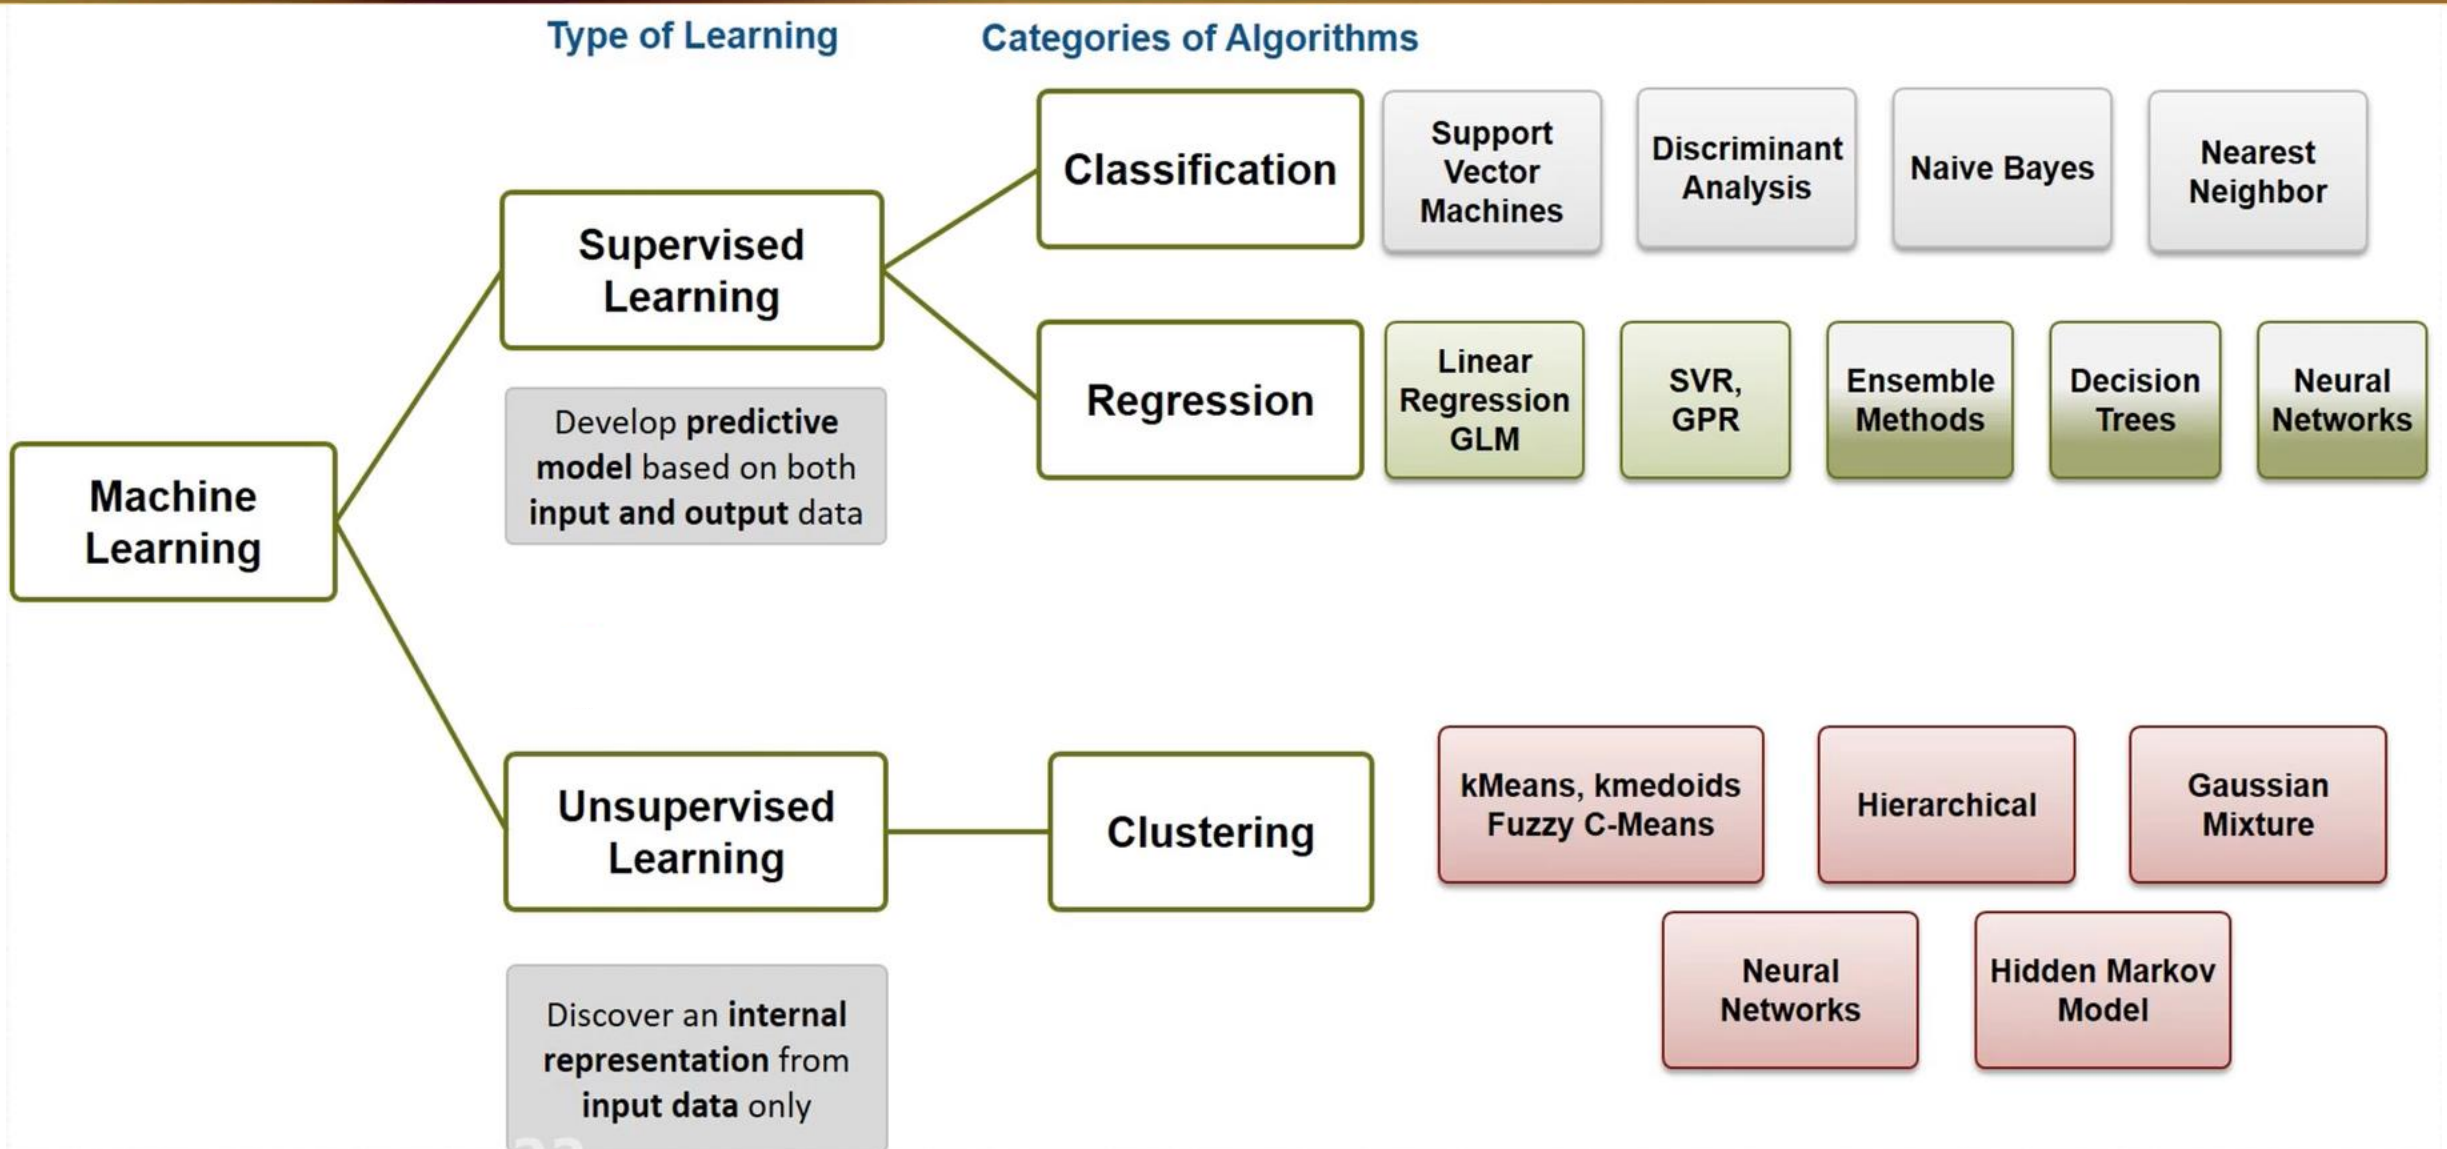 Type of Learning
Categories of Algorithms
Machine
Learning
Supervised
Learning
Develop predictive
model based on both
input and output data
Classification
Support
Vector
Machines
Discriminant
Analysis
Naive Bayes
Nearest
Neighbor
Regression
Linear
Regression
GLM
SVR,
GPR
Ensemble
Methods
Decision
Trees
Neural
Networks
Unsupervised
Learning
Discover an internal
representation from
input data only
Clustering
kMeans, kmedoids
Fuzzy C-Means
Hierarchical
Gaussian
Mixture
Neural
Networks
Hidden Markov
Model